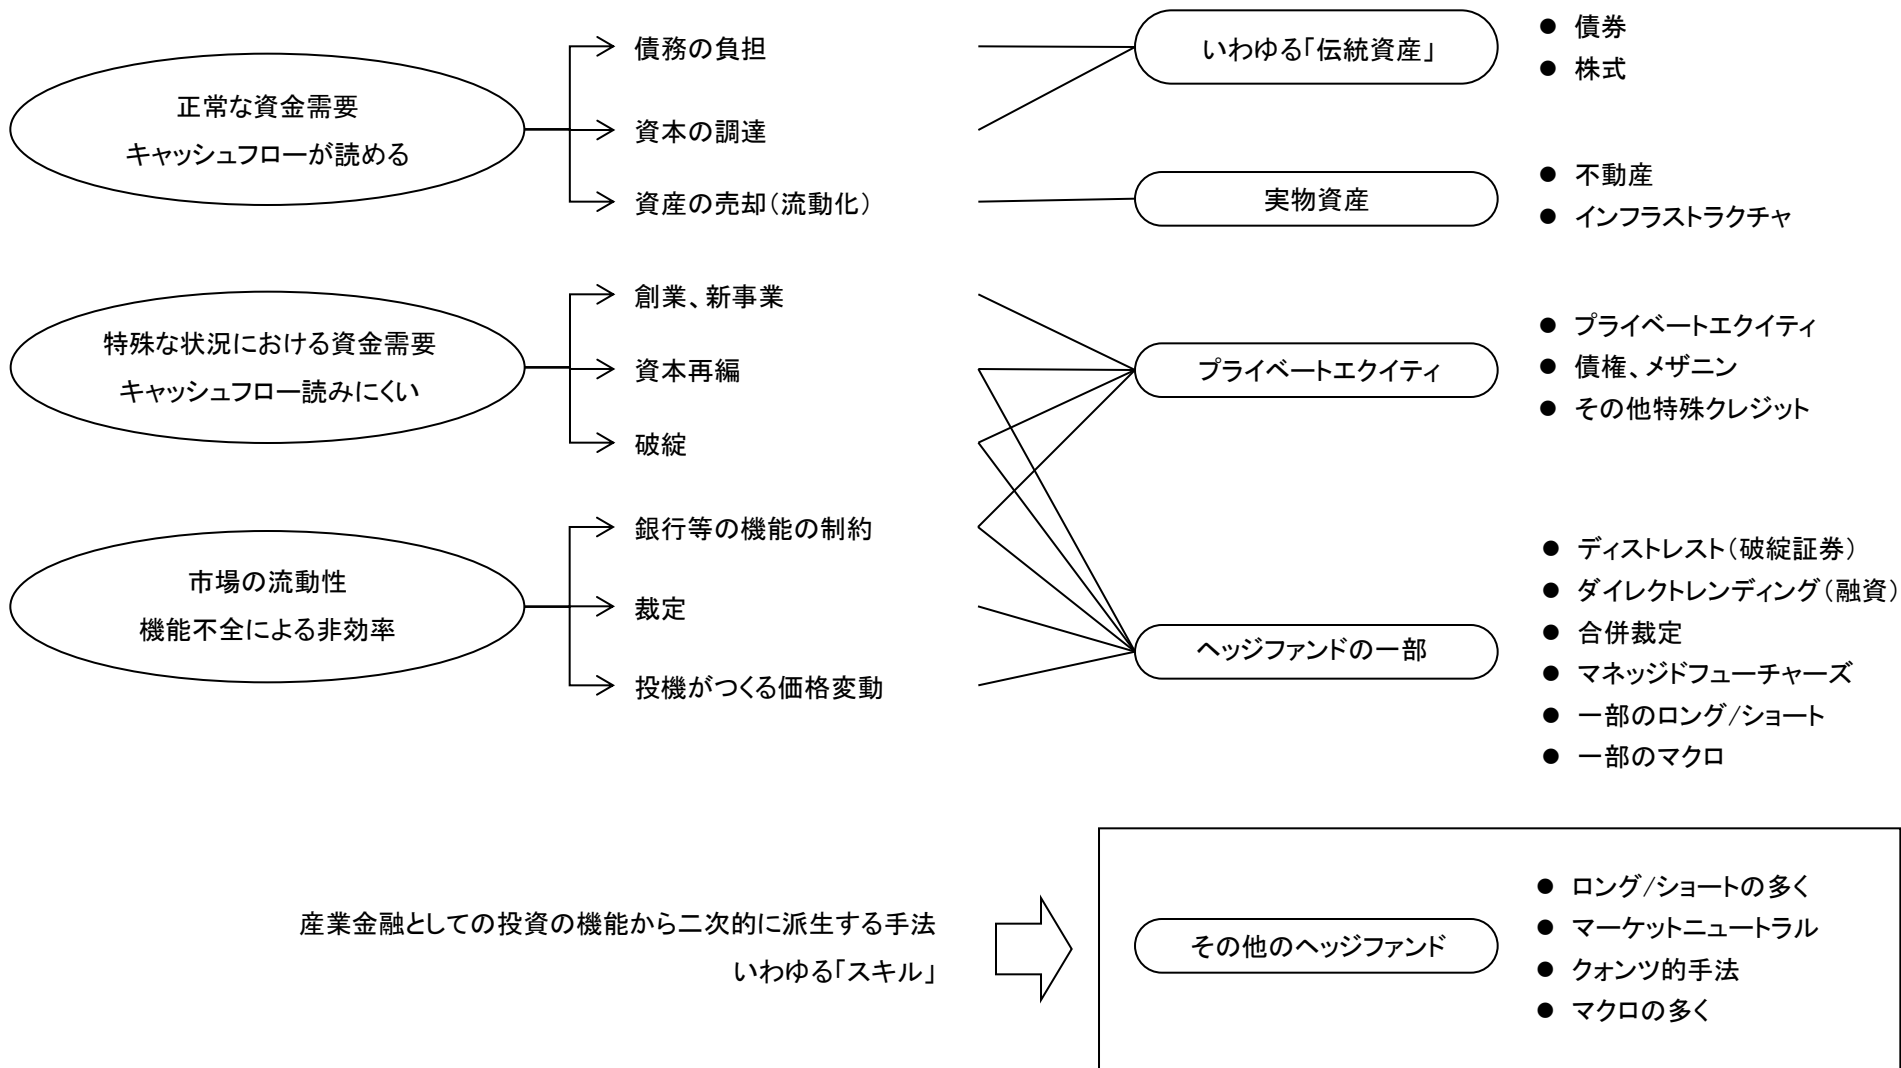 正常な資金需要
キャッシュフローが読める
債務の負担
資本の調達
資産の売却（流動化）
いわゆる「伝統資産」
● 債券
● 株式
実物資産
● 不動産
● インフラストラクチャ
特殊な状況における資金需要
キャッシュフロー読みにくい
創業、新事業
資本再編
破綻
プライベートエクイティ
● プライベートエクイティ
● 債権、メザニン
● その他特殊クレジット
市場の流動性
機能不全による非効率
銀行等の機能の制約
裁定
投機がつくる価格変動
ヘッジファンドの一部
● ディストレスト（破綻証券）
● ダイレクトレンディング（融資）
● 合併裁定
● マネッジドフューチャーズ
● 一部のロング/ショート
● 一部のマクロ
産業金融としての投資の機能から二次的に派生する手法
いわゆる「スキル」
その他のヘッジファンド
● ロング/ショートの多く
● マーケットニュートラル
● クォンツ的手法
● マクロの多く